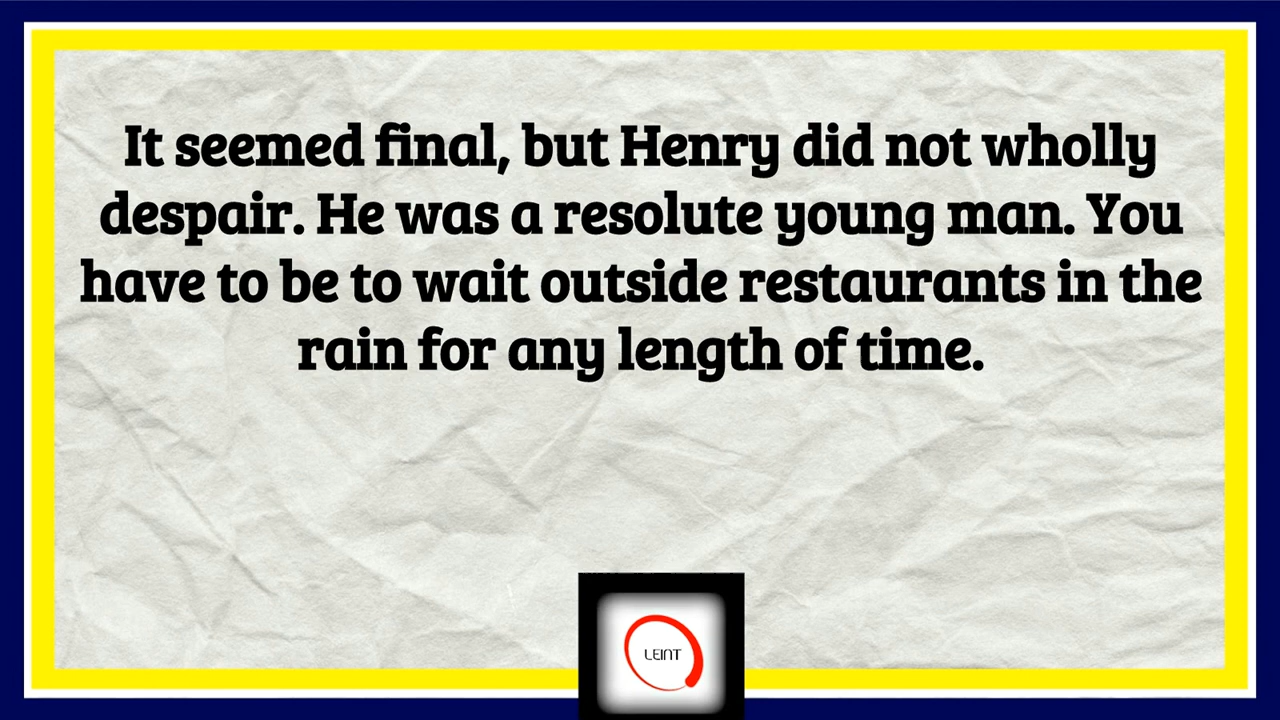 It seemed final, but Henry did not wholly
despair. He was a resolute young man. You
have to be to wait outside restaurants in the
rain for any length of time.
LEINT